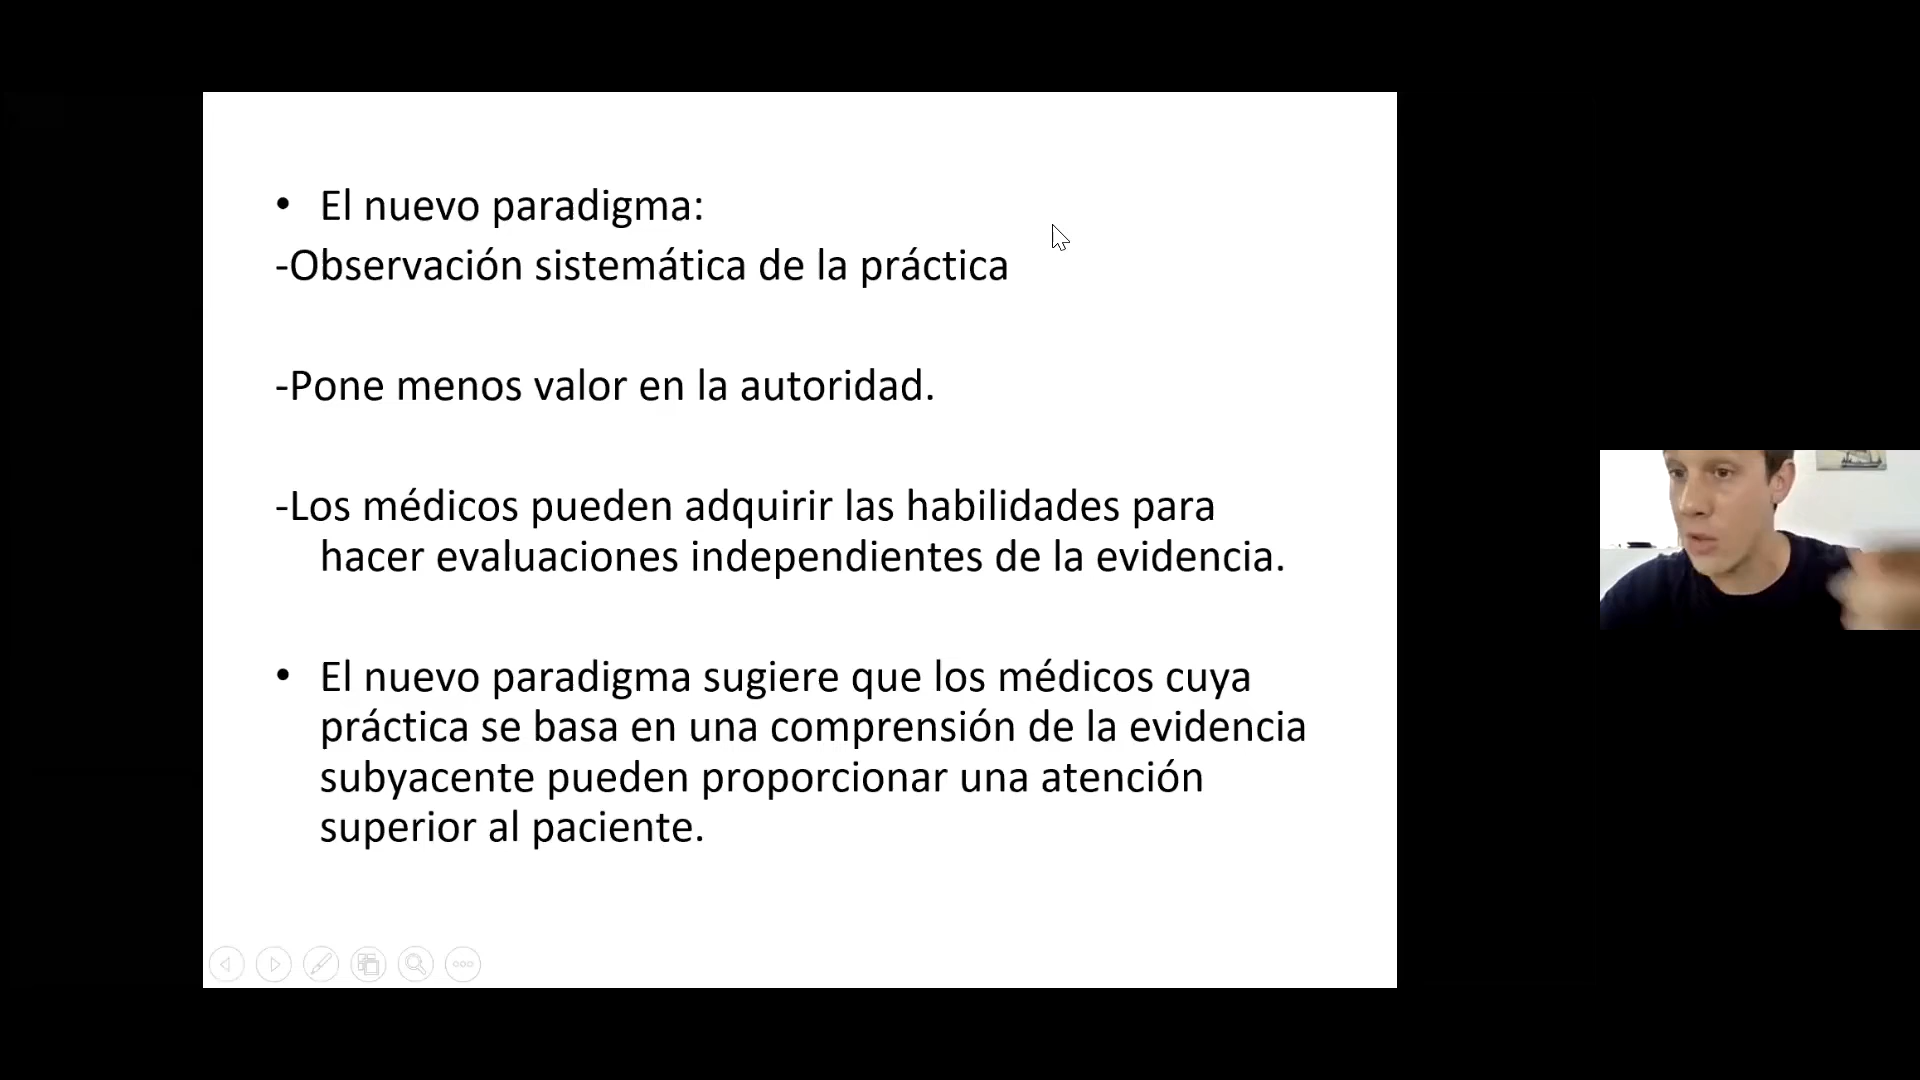 • El nuevo paradigma:
-Observación sistemática de la práctica
-Pone menos valor en la autoridad.
-Los médicos pueden adquirir las habilidades para
hacer evaluaciones independientes de la evidencia.
• El nuevo paradigma sugiere que los médicos cuya
práctica se basa en una comprensión de la evidencia
subyacente pueden proporcionar una atención
superior al paciente.